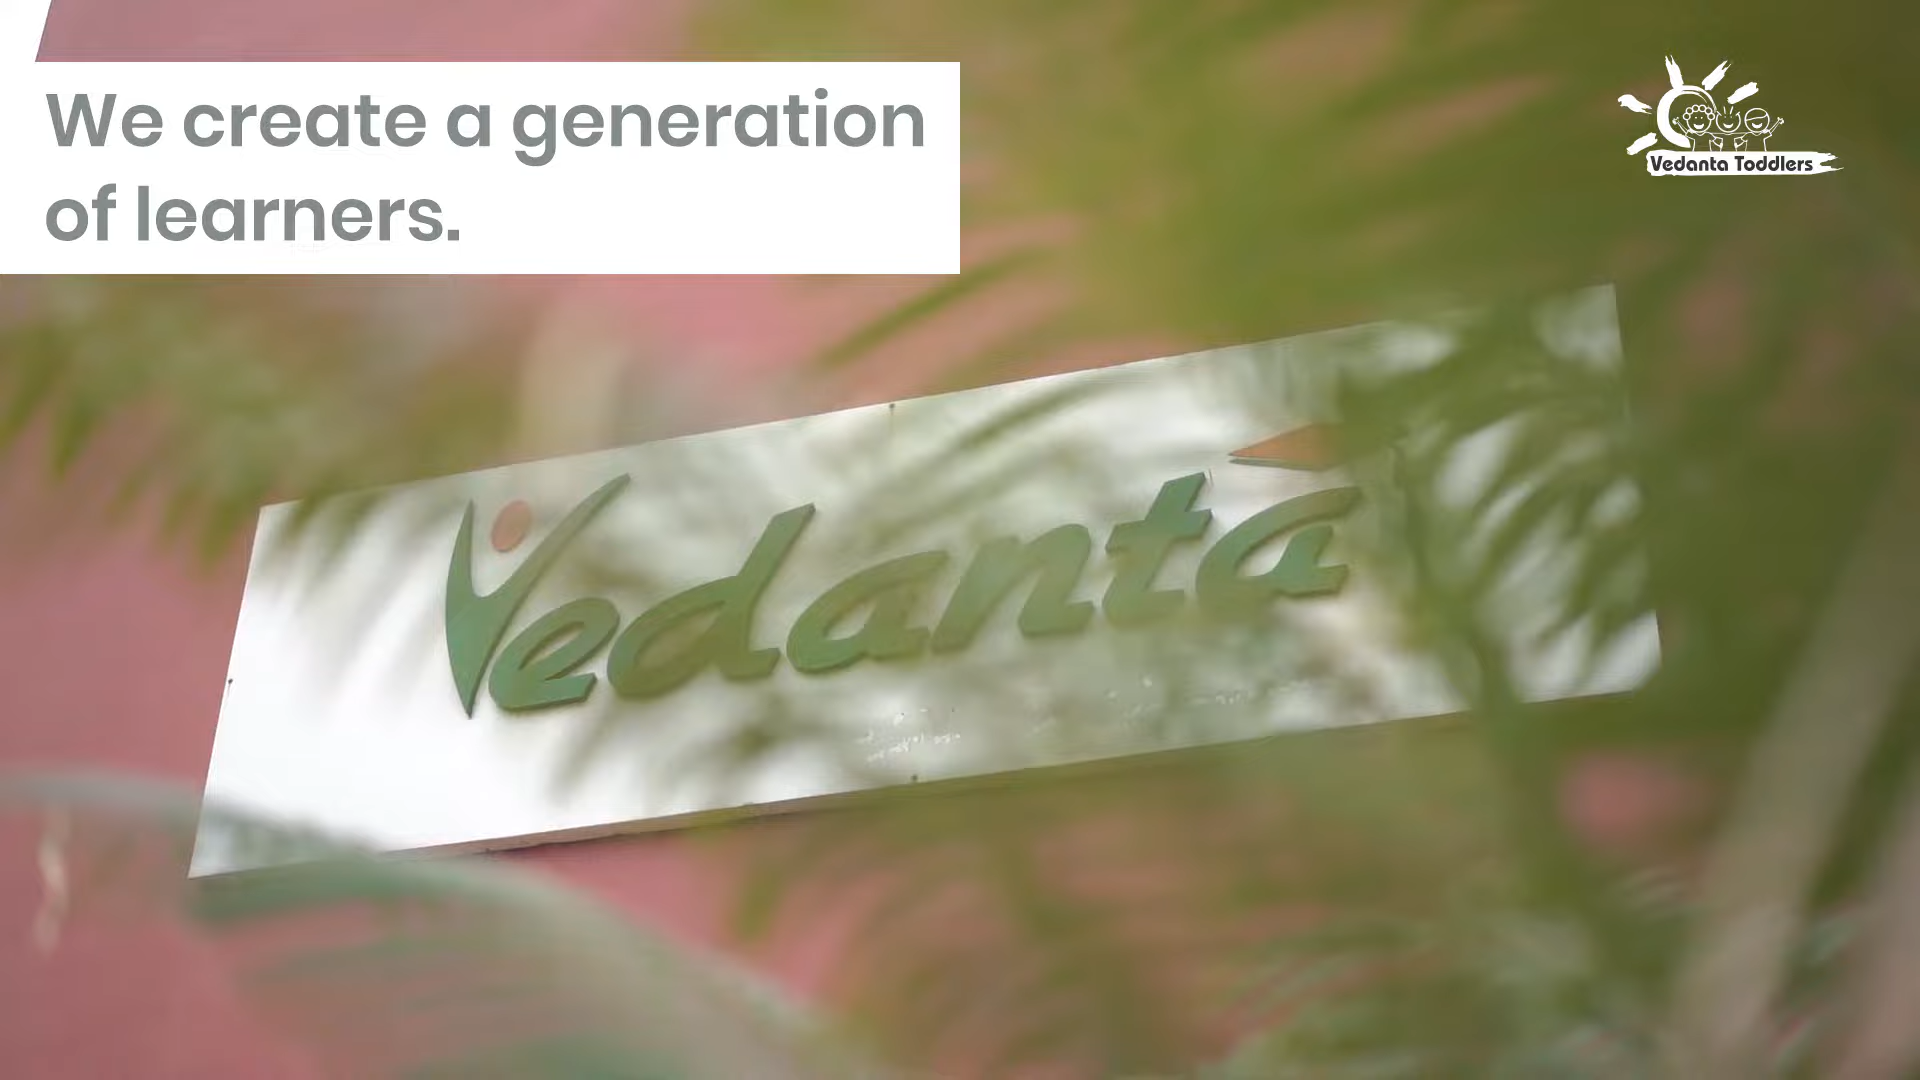 We create a generation
of learners.
Vedanta Toddlers
Vedanta